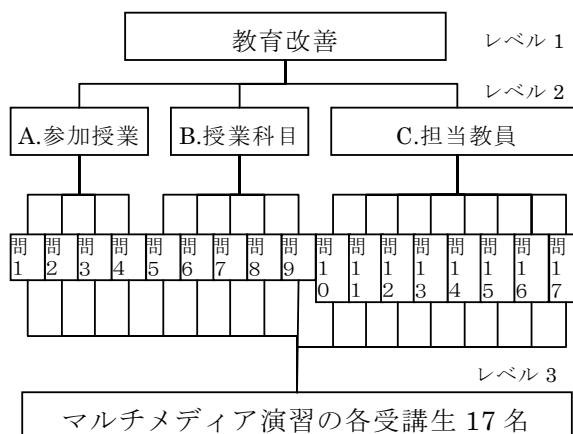 教育改善
レベル 1
レベル 2
A.参加授業
B.授業科目
C.担当教員
問1
問2
問3
問4
問5
問6
問7
問8
問9
問10
問11
問12
問13
問14
問15
問16
問17
レベル 3
マルチメディア演習の各受講生 17 名